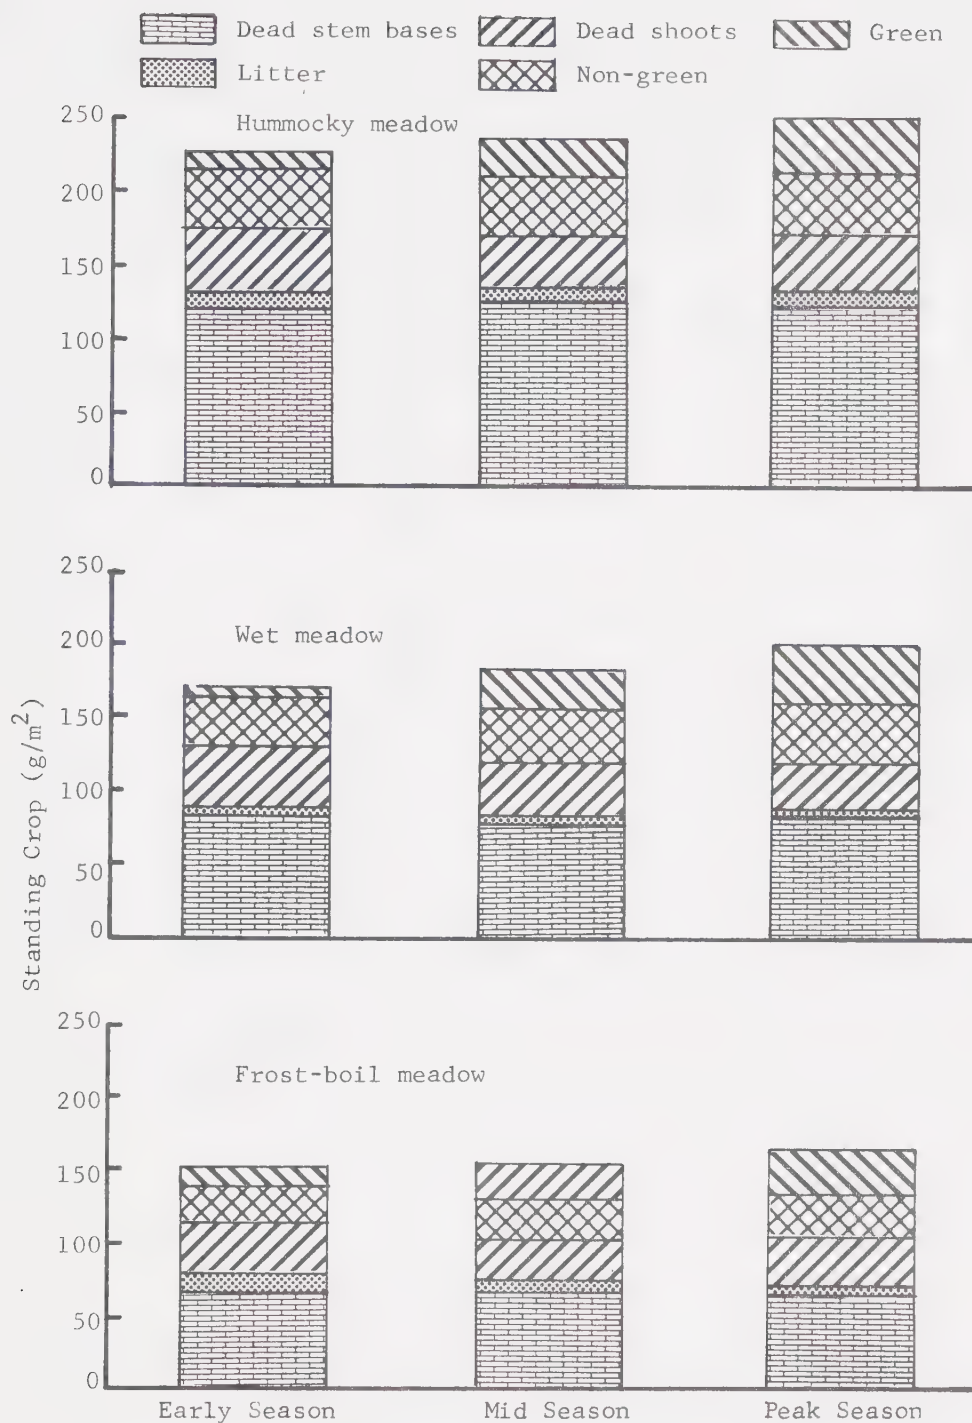 Dead stem bases Dead shoots Green
Litter Non-green
Hummocky meadow
250
200
150
100
50
0
Wet meadow
250
200
150
100
50
0
Standing Crop (g/m²)
Frost-boil meadow
250
200
150
100
50
0
Early Season Mid Season Peak Season